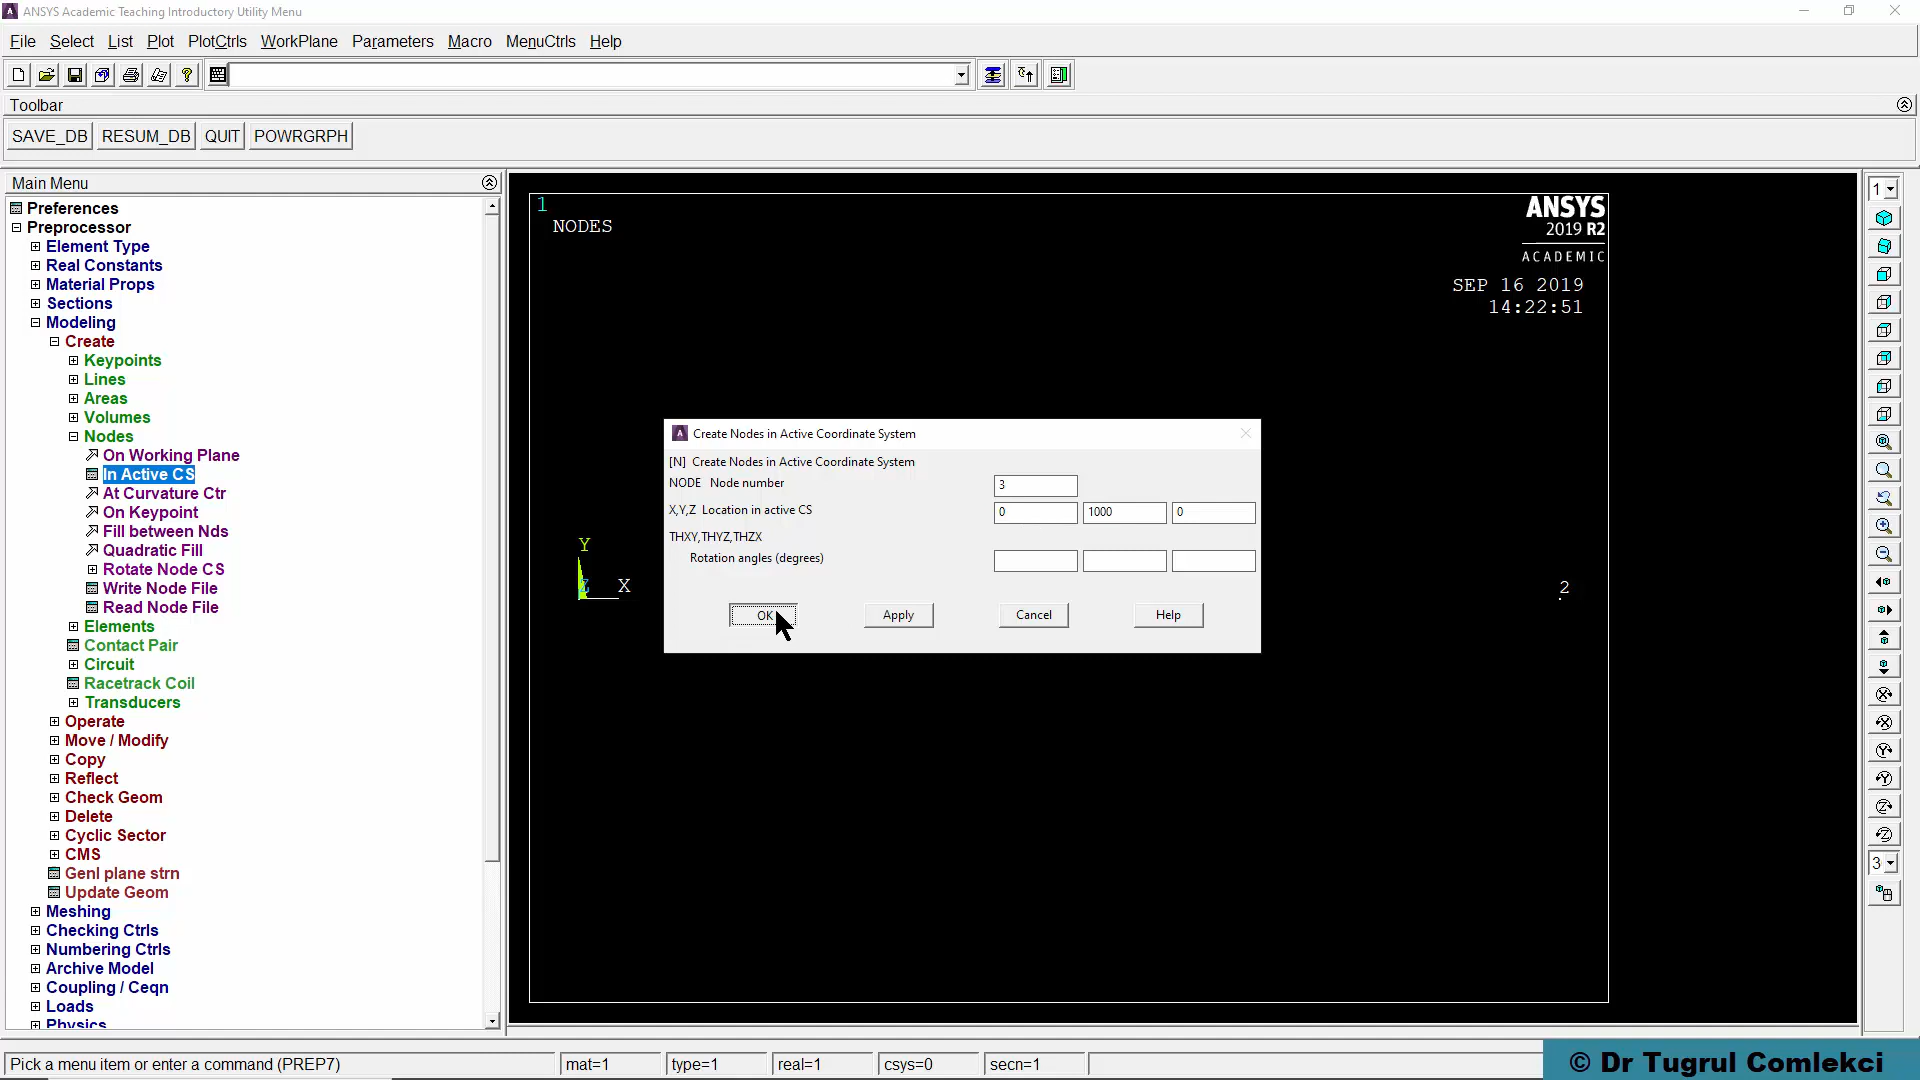 ANSYS Academic Teaching Introductory Utility Menu
File Select List Plot PlotCtrls WorkPlane Parameters Macro MenuCtrls Help
Toolbar
SAVE_DB RESUM_DB QUIT POWRGRPH
Main Menu
Preferences
Preprocessor
Element Type
Real Constants
Material Props
Sections
Modeling
Create
Keypoints
Lines
Areas
Volumes
Nodes
On Working Plane
In Active CS
At Curvature Ctr
On Keypoint
Fill between Nds
Quadratic Fill
Rotate Node CS
Write Node File
Read Node File
Elements
Contact Pair
Circuit
Racetrack Coil
Transducers
Operate
Move / Modify
Copy
Reflect
Check Geom
Delete
Cyclic Sector
CMS
Genl plane strn
Update Geom
Meshing
Checking Ctrls
Numbering Ctrls
Archive Model
Coupling / Ceqn
Loads
Physics
1
NODES
ANSYS
2019 R2
ACADEMIC
SEP 16 2019
14:22:51
Y
Z X
2
Create Nodes in Active Coordinate System
[N] Create Nodes in Active Coordinate System
NODE Node number 3
X,Y,Z Location in active CS 0 1000 0
THXY,THYZ,THZX
Rotation angles (degrees)
OK Apply Cancel Help
1
3
Pick a menu item or enter a command (PREP7) mat=1 type=1 real=1 csys=0 secn=1
© Dr Tugrul Comlekci